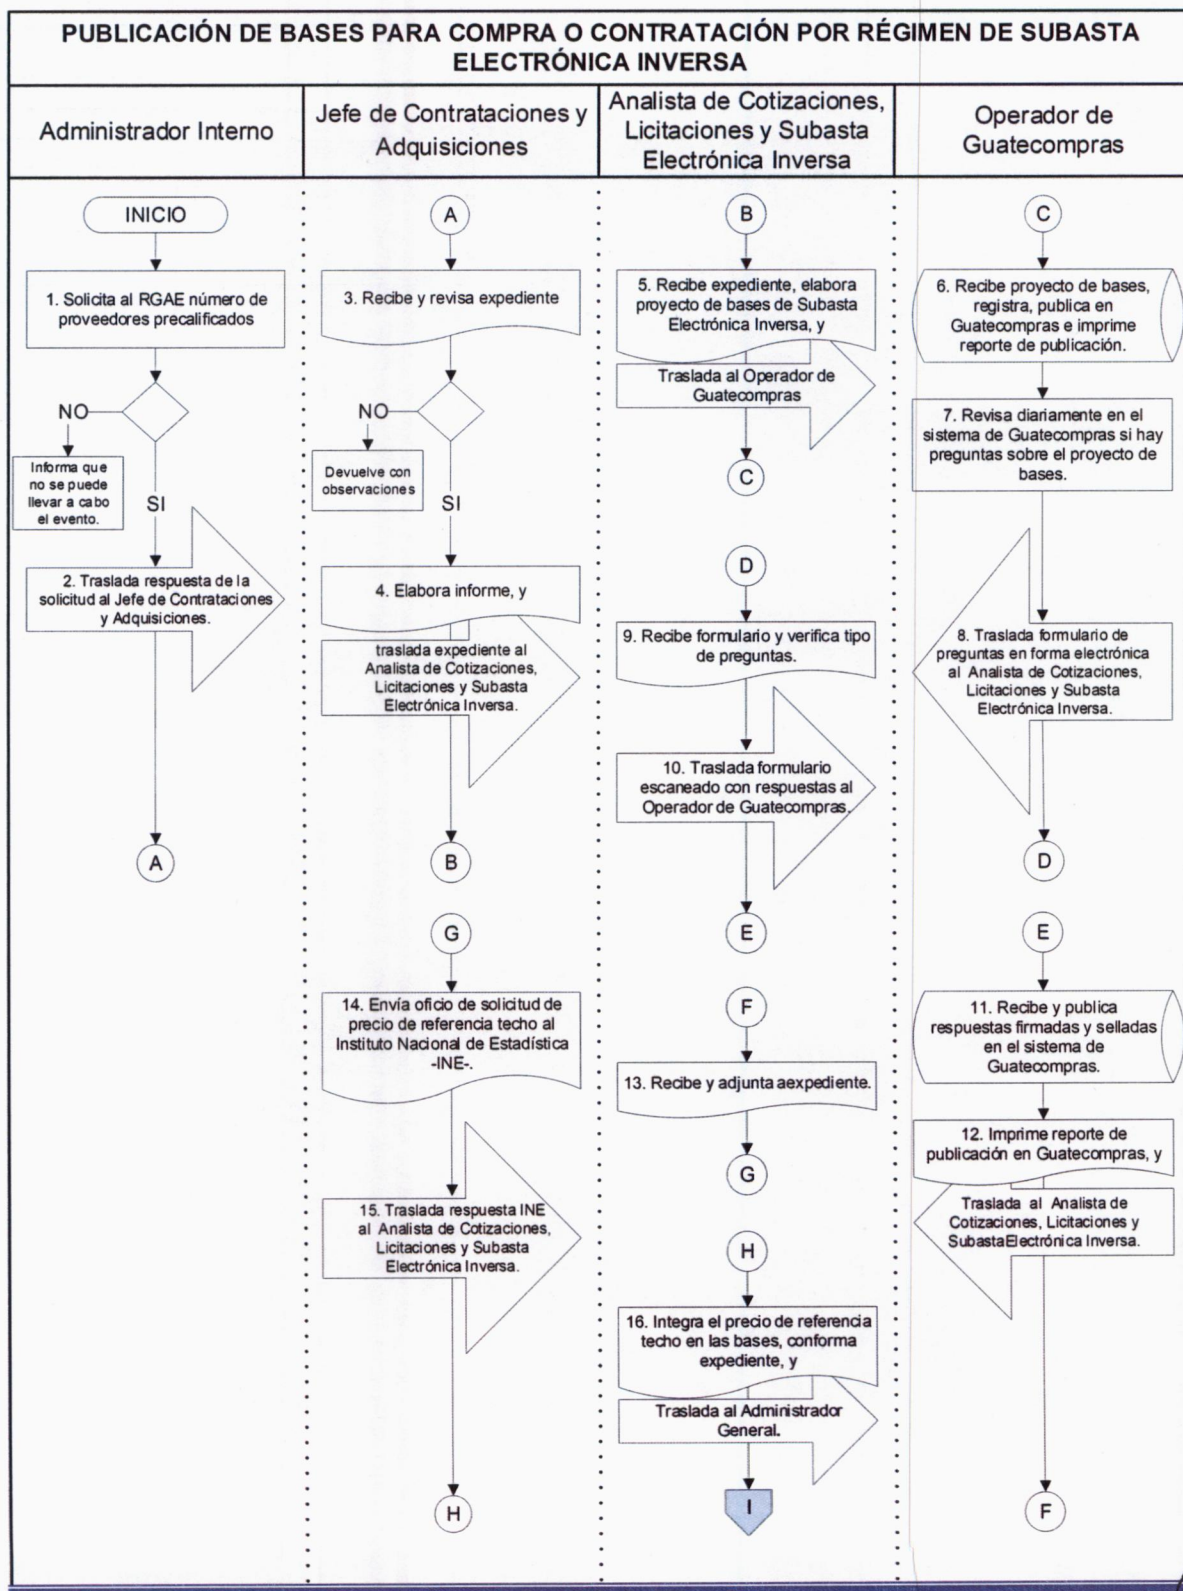 PUBLICACIÓN DE BASES PARA COMPRA O CONTRATACIÓN POR RÉGIMEN DE SUBASTA
ELECTRÓNICA INVERSA
Administrador Interno
Jefe de Contrataciones y
Adquisiciones
Analista de Cotizaciones,
Licitaciones y Subasta
Electrónica Inversa
Operador de
Guatecompras
INICIO
1. Solicita al RGAE número de
proveedores precalificados
NO
Informa que
no se puede
llevar a cabo
el evento.
SI
2. Traslada respuesta de la
solicitud al Jefe de Contrataciones
y Adquisiciones.
A
A
3. Recibe y revisa expediente
NO
Devuelve con
observaciones
SI
4. Elabora informe, y
traslada expediente al
Analista de Cotizaciones,
Licitaciones y Subasta
Electrónica Inversa.
B
G
14. Envía oficio de solicitud de
precio de referencia techo al
Instituto Nacional de Estadística
-INE-.
15. Traslada respuesta INE
al Analista de Cotizaciones,
Licitaciones y Subasta
Electrónica Inversa.
H
B
5. Recibe expediente, elabora
proyecto de bases de Subasta
Electrónica Inversa, y
Traslada al Operador de
Guatecompras
C
D
9. Recibe formulario y verifica tipo
de preguntas.
10. Traslada formulario
escaneado con respuestas al
Operador de Guatecompras.
E
F
13. Recibe y adjunta aexpediente.
G
H
16. Integra el precio de referencia
techo en las bases, conforma
expediente, y
Traslada al Administrador
General.
I
C
6. Recibe proyecto de bases,
registra, publica en
Guatecompras e imprime
reporte de publicación.
7. Revisa diariamente en el
sistema de Guatecompras si hay
preguntas sobre el proyecto de
bases.
8. Traslada formulario de
preguntas en forma electrónica
al Analista de Cotizaciones,
Licitaciones y Subasta
Electrónica Inversa.
D
E
11. Recibe y publica
respuestas firmadas y selladas
en el sistema de
Guatecompras.
12. Imprime reporte de
publicación en Guatecompras, y
Traslada al Analista de
Cotizaciones, Licitaciones y
SubastaElectrónica Inversa.
F